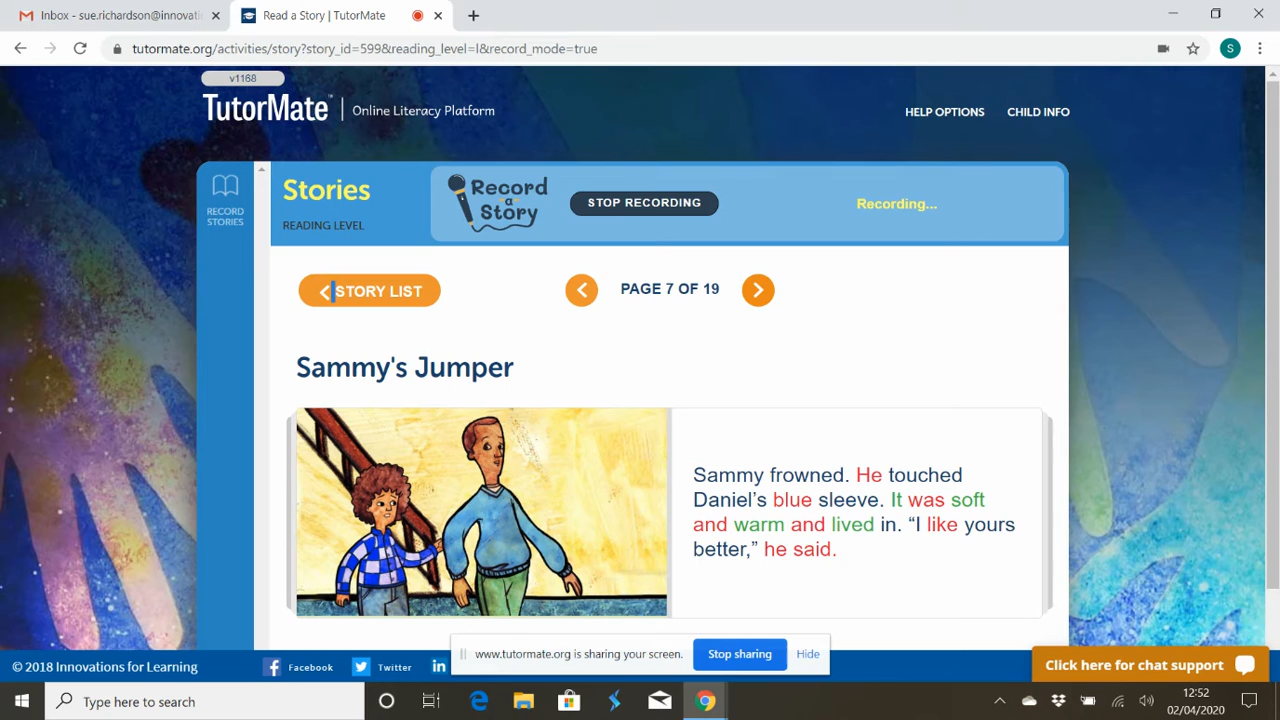 Inbox - sue.richardson@innovati
Read a Story | TutorMate
tutormate.org/activities/story?story_id=599&reading_level=I&record_mode=true
S
v1168
TutorMate | Online Literacy Platform
HELP OPTIONS
CHILD INFO
RECORD
STORIES
Stories
READING LEVEL
Record
a
Story
STOP RECORDING
Recording...
STORY LIST
PAGE 7 OF 19
Sammy's Jumper
Sammy frowned. He touched
Daniel's blue sleeve. It was soft
and warm and lived in. “I like yours
better,” he said.
www.tutormate.org is sharing your screen.
Stop sharing
Hide
© 2018 Innovations for Learning
Facebook
Twitter
in
Click here for chat support
Type here to search
12:52
02/04/2020